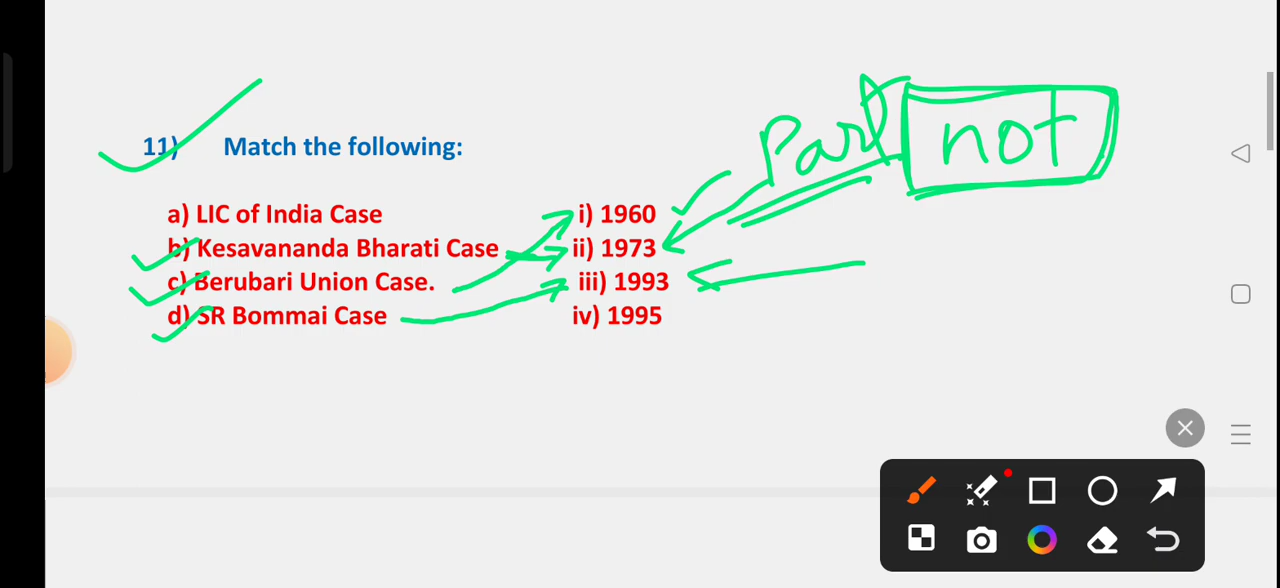 11) Match the following:
Part not
a) LIC of India Case i) 1960
b) Kesavananda Bharati Case ii) 1973
c) Berubari Union Case. iii) 1993
d) SR Bommai Case iv) 1995